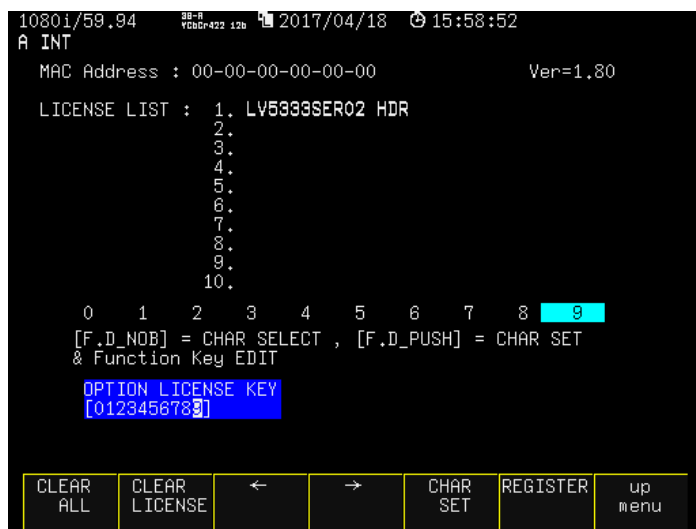 1080i/59.94 3G-A YCbCr422 12b 2017/04/18 15:58:52
A INT
MAC Address : 00-00-00-00-00-00 Ver=1.80
LICENSE LIST : 1. LV5333SER02 HDR
2.
3.
4.
5.
6.
7.
8.
9.
10.
0 1 2 3 4 5 6 7 8 9
[F.D_NOB] = CHAR SELECT , [F.D_PUSH] = CHAR SET
& Function Key EDIT
OPTION LICENSE KEY
[0123456789]
CLEAR ALL CLEAR LICENSE ← → CHAR SET REGISTER up menu